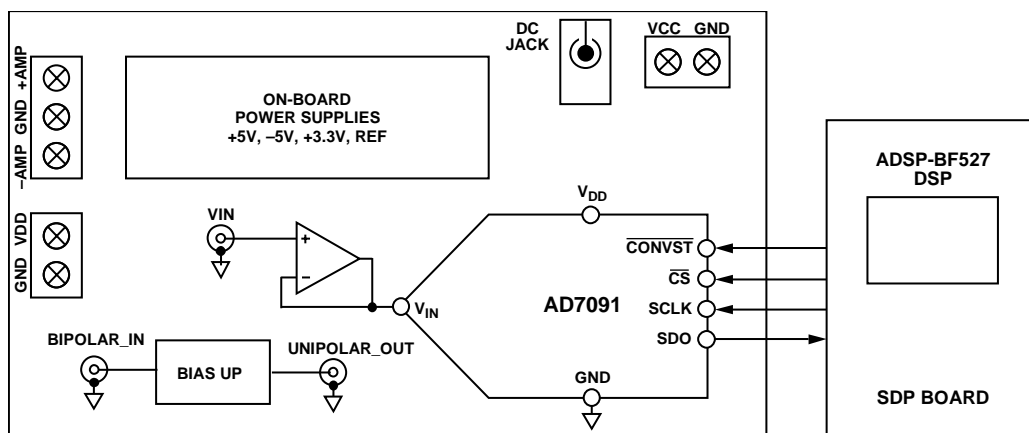 DC
JACK
VCC GND
+AMP
GND
–AMP
ON-BOARD
POWER SUPPLIES
+5V, –5V, +3.3V, REF
ADSP-BF527
DSP
VDD
GND
VIN
+
–
VDD
CONVST
CS
SCLK
SDO
VIN
AD7091
GND
BIPOLAR_IN
BIAS UP
UNIPOLAR_OUT
SDP BOARD